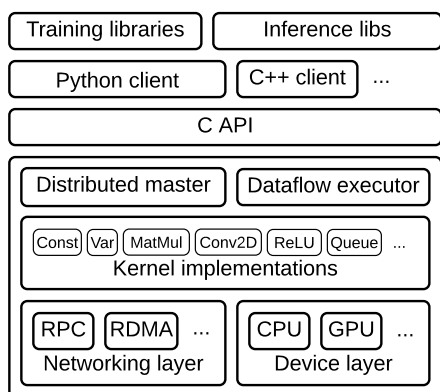 Training libraries Inference libs
Python client C++ client ...
C API
Distributed master Dataflow executor
Const Var MatMul Conv2D ReLU Queue ...
Kernel implementations
RPC RDMA ... CPU GPU ...
Networking layer Device layer